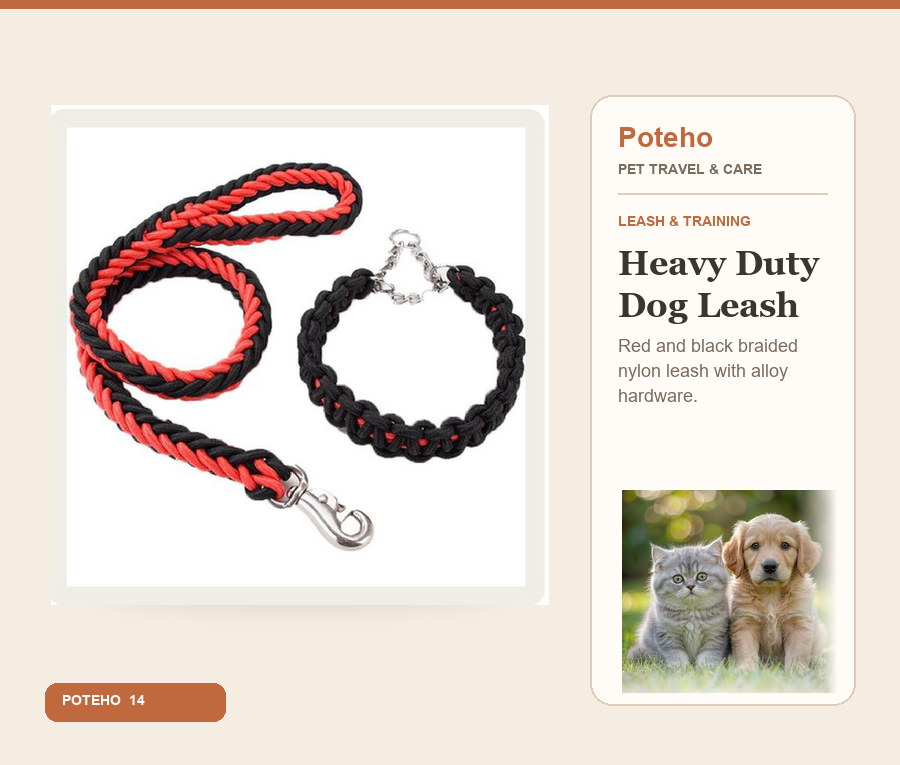 Poteho
PET TRAVEL & CARE
LEASH & TRAINING
Heavy Duty
Dog Leash
Red and black braided
nylon leash with alloy
hardware.
POTEHO 14